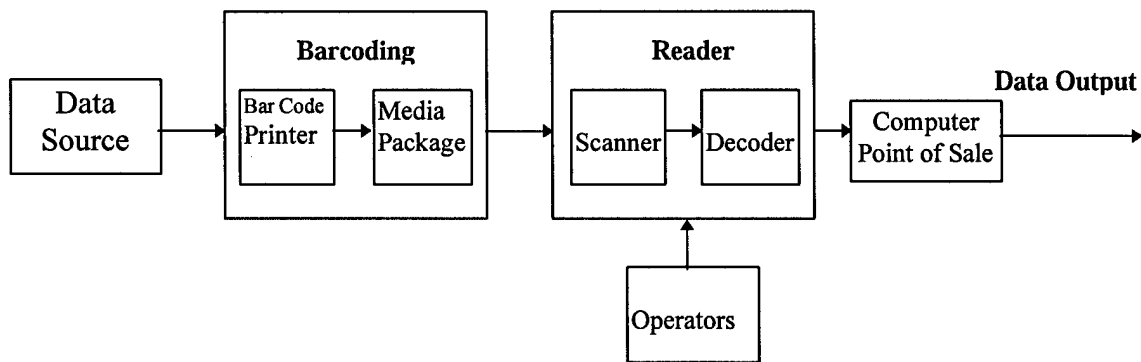 Data
Source
Barcoding
Bar Code
Printer
Media
Package
Reader
Scanner
Decoder
Operators
Computer
Point of Sale
Data Output